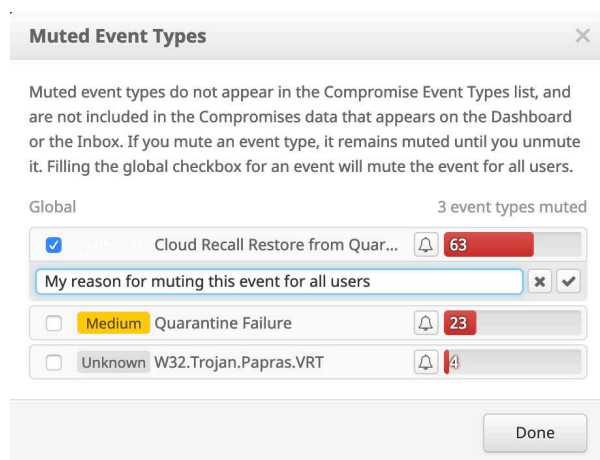 Muted Event Types
Muted event types do not appear in the Compromise Event Types list, and
are not included in the Compromises data that appears on the Dashboard
or the Inbox. If you mute an event type, it remains muted until you unmute
it. Filling the global checkbox for an event will mute the event for all users.
Global 3 event types muted
Cloud Recall Restore from Quar... 63
My reason for muting this event for all users
Medium Quarantine Failure 23
Unknown W32.Trojan.Papras.VRT 4
Done